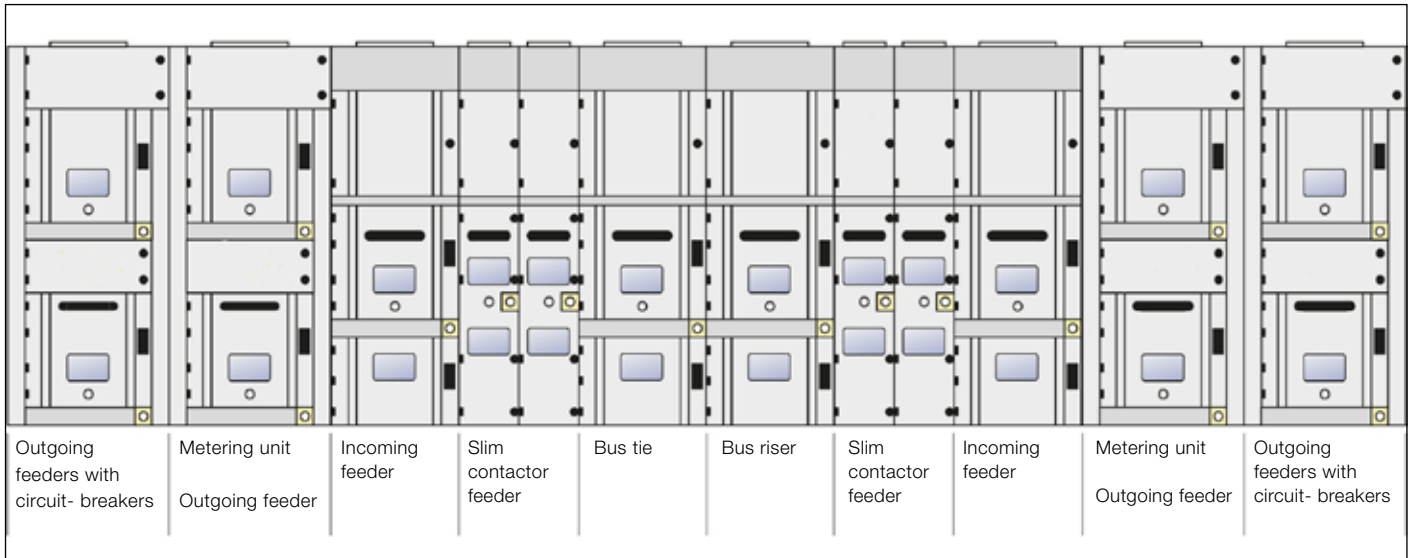 Outgoing
feeders with
circuit- breakers
Metering unit
Outgoing feeder
Incoming
feeder
Slim
contactor
feeder
Bus tie
Bus riser
Slim
contactor
feeder
Incoming
feeder
Metering unit
Outgoing feeder
Outgoing
feeders with
circuit- breakers